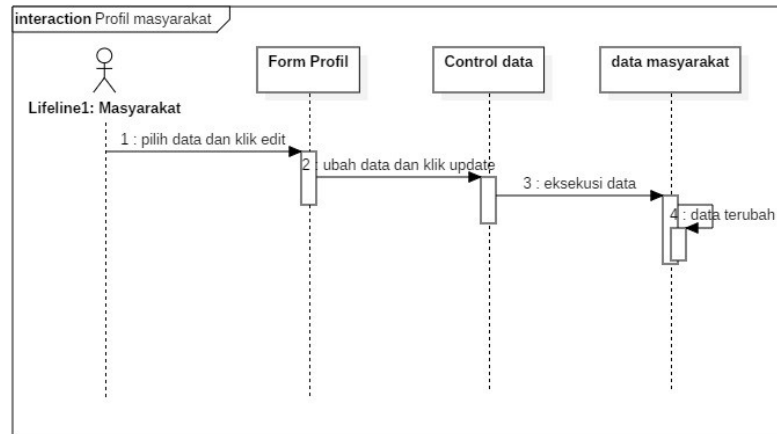 interaction Profil masyarakat
Form Profil
Control data
data masyarakat
Lifeline1: Masyarakat
1 : pilih data dan klik edit
2 : ubah data dan klik update
3 : eksekusi data
4 : data terubah